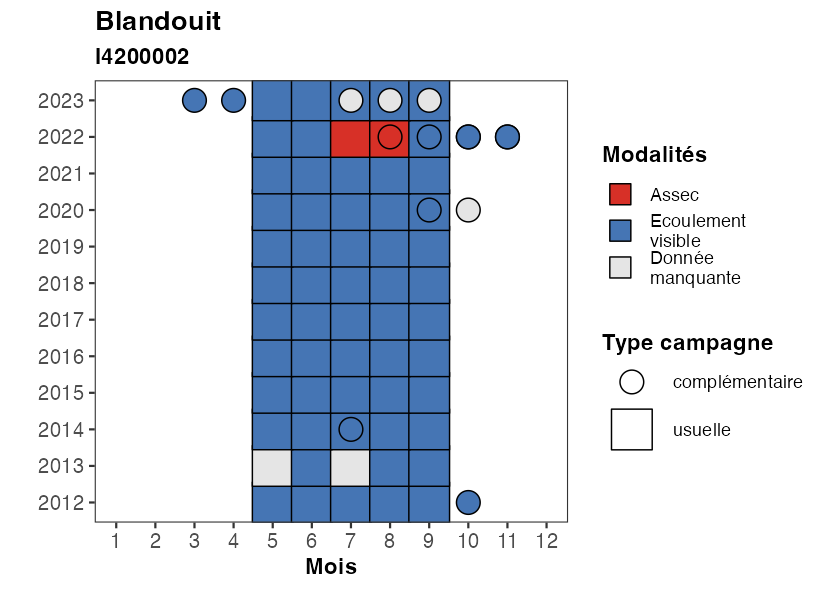 Blandouit
I4200002
2023
2022
2021
2020
2019
2018
2017
2016
2015
2014
2013
2012
1 2 3 4 5 6 7 8 9 10 11 12
Mois
Modalités
Assec
Ecoulement
visible
Donnée
manquante
Type campagne
complémentaire
usuelle